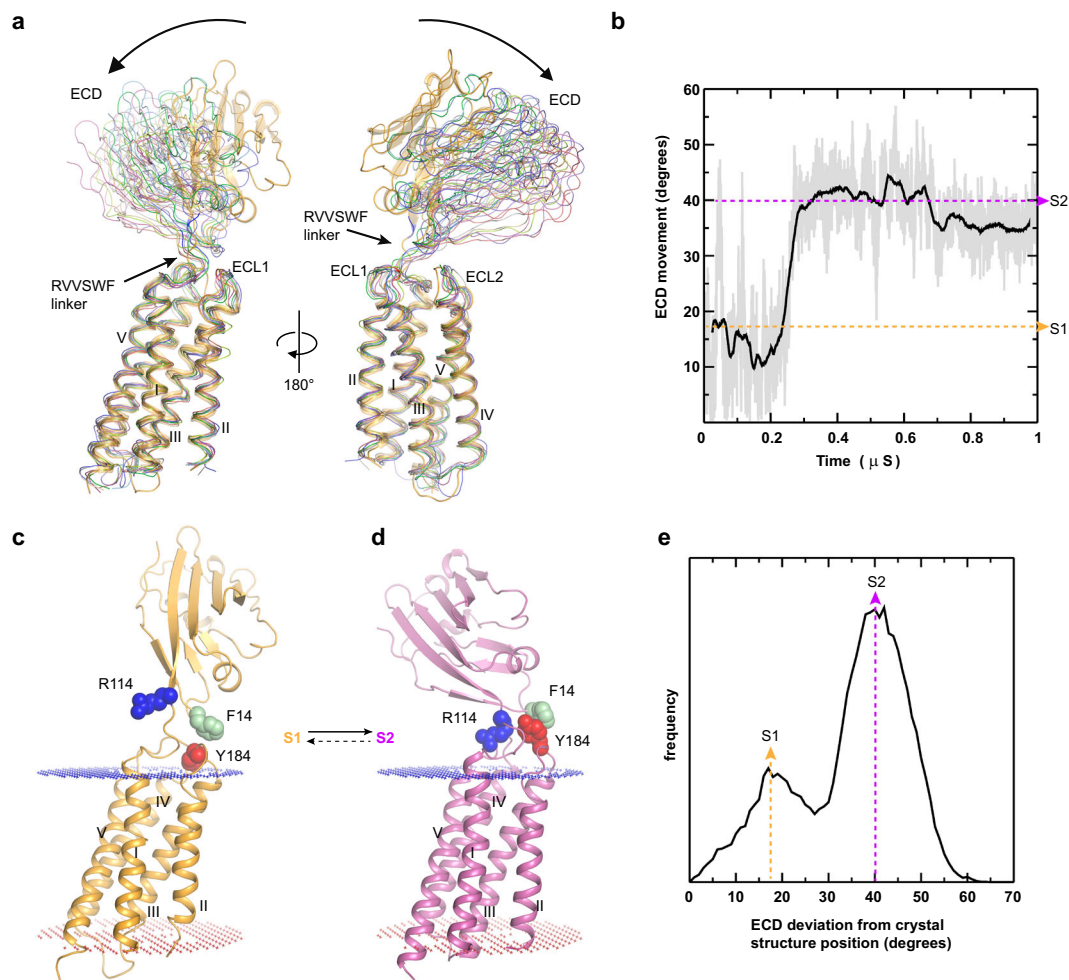 a
ECD
ECD
RVVSWF
linker
RVVSWF
linker
ECL1
ECL1
ECL2
V
I
III
II
180°
II
I
III
V
IV
b
ECD movement (degrees)
60
50
40
30
20
10
0
0.2
0.4
0.6
0.8
1
S2
S1
Time ( μ S)
c
R114
F14
Y184
IV
V
I
III
II
S1
S2
d
R114
F14
Y184
IV
V
I
III
II
e
frequency
S1
S2
0
10
20
30
40
50
60
70
ECD deviation from crystal
structure position (degrees)